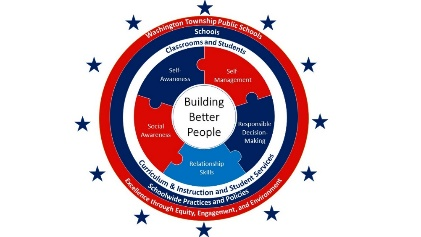 Washington Township Public Schools
Schools
Classrooms and Students
Self-
Awareness
Self-
Management
Building
Better
People
Social
Awareness
Responsible
Decision-
Making
Relationship
Skills
Curriculum & Instruction and Student Services
Schoolwide Practices and Policies
Excellence through Equity, Engagement, and Environment